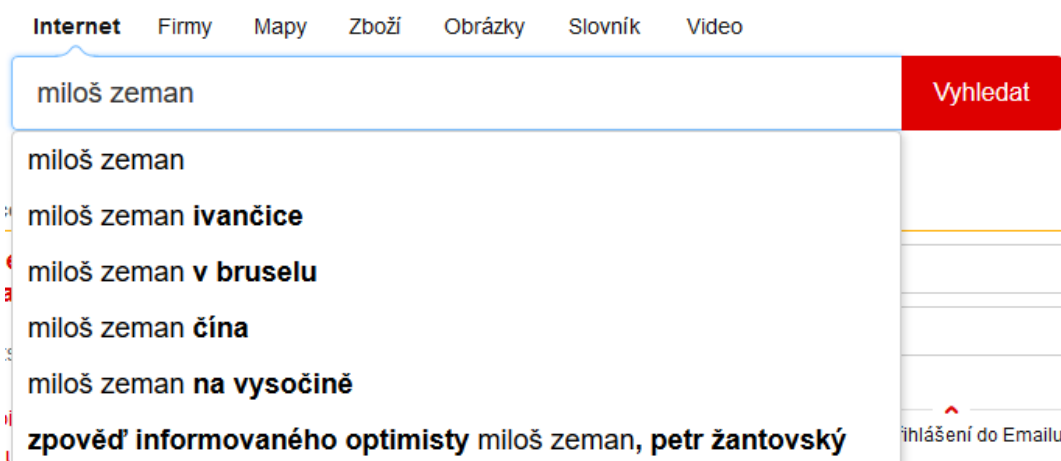 Internet Firmy Mapy Zboží Obrázky Slovník Video
miloš zeman Vyhledat
miloš zeman
miloš zeman ivančice
miloš zeman v bruselu
miloš zeman čína
miloš zeman na vysočině
zpověď informovaného optimisty miloš zeman, petr žantovský
do Emailu